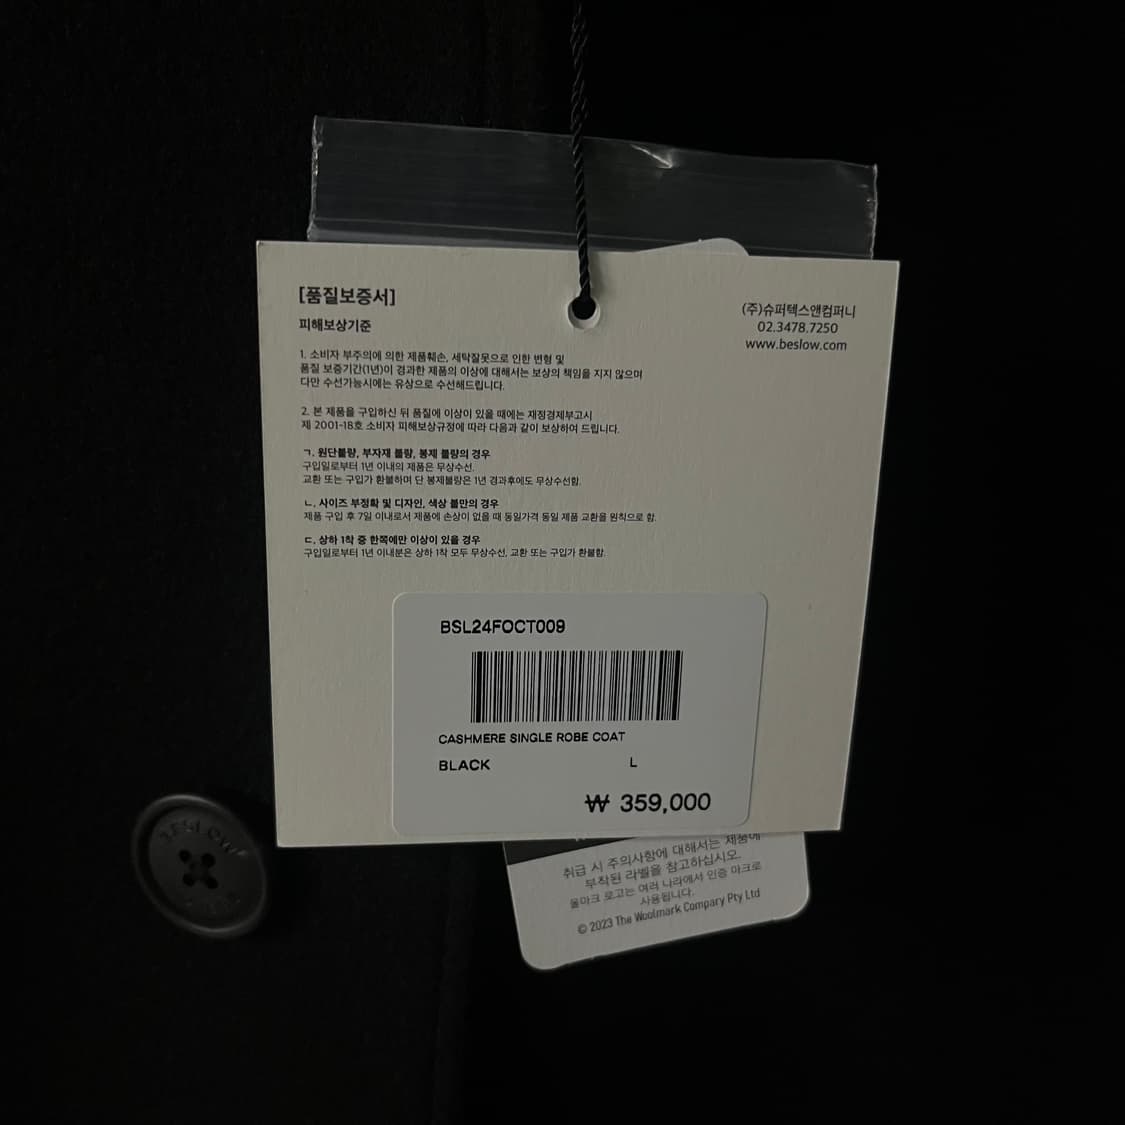 [품질보증서]
피해보상기준
(주)슈퍼텍스앤컴퍼니
02.3478.7250
www.beslow.com
1. 소비자 부주의에 의한 제품훼손, 세탁잘못으로 인한 변형 및
품질 보증기간(1년)이 경과한 제품의 이상에 대해서는 보상의 책임을 지지 않으며
다만 수선가능시에는 유상으로 수선해드립니다.
2. 본 제품을 구입하신 뒤 품질에 이상이 있을 때에는 재정경제부고시
제 2001-18호 소비자 피해보상규정에 따라 다음과 같이 보상하여 드립니다.
ㄱ. 원단불량, 부자재 불량, 봉제 불량의 경우
구입일로부터 1년 이내의 제품은 무상수선.
교환 또는 구입가 환불하며 단 봉제불량은 1년 경과후에도 무상수선함.
ㄴ. 사이즈 부정확 및 디자인, 색상 불만의 경우
제품 구입 후 7일 이내로서 제품에 손상이 없을 때 동일가격 동일 제품 교환을 원칙으로 함.
ㄷ. 상하 1착 중 한쪽에만 이상이 있을 경우
구입일로부터 1년 이내분은 상하 1착 모두 무상수선, 교환 또는 구입가 환불함.
BSL24FOCT009
CASHMERE SINGLE ROBE COAT
BLACK L
₩ 359,000
취급 시 주의사항에 대해서는 제품에
부착된 라벨을 참고하십시오.
울마크 로고는 여러 나라에서 인증 마크로
사용됩니다.
© 2023 The Woolmark Company Pty Ltd
BESLOW